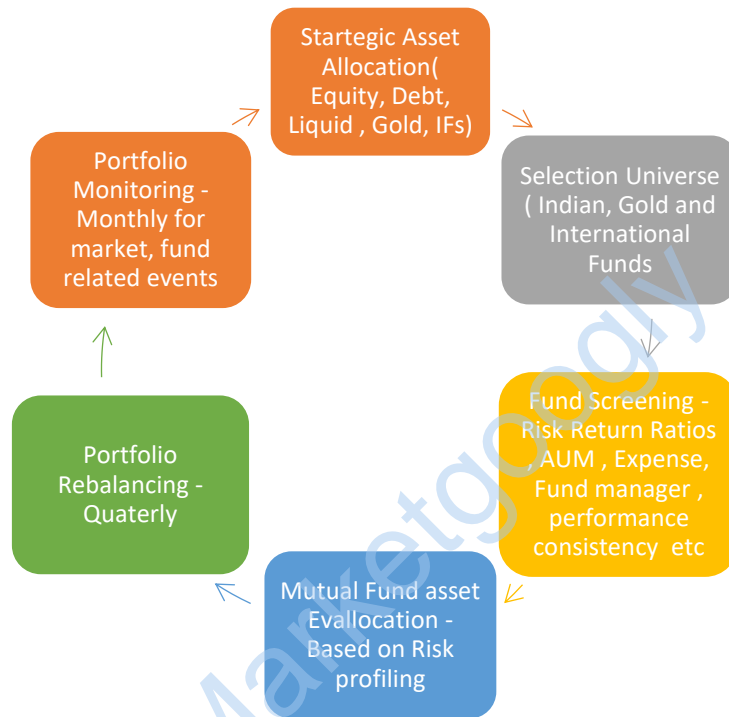 Startegic Asset
Allocation(
Equity, Debt,
Liquid , Gold, IFs)
Selection Universe
( Indian, Gold and
International
Funds
Fund Screening -
Risk Return Ratios
, AUM , Expense,
Fund manager ,
performance
consistency etc
Mutual Fund asset
Evallocation -
Based on Risk
profiling
Portfolio
Rebalancing -
Quaterly
Portfolio
Monitoring -
Monthly for
market, fund
related events
Marketgoogly